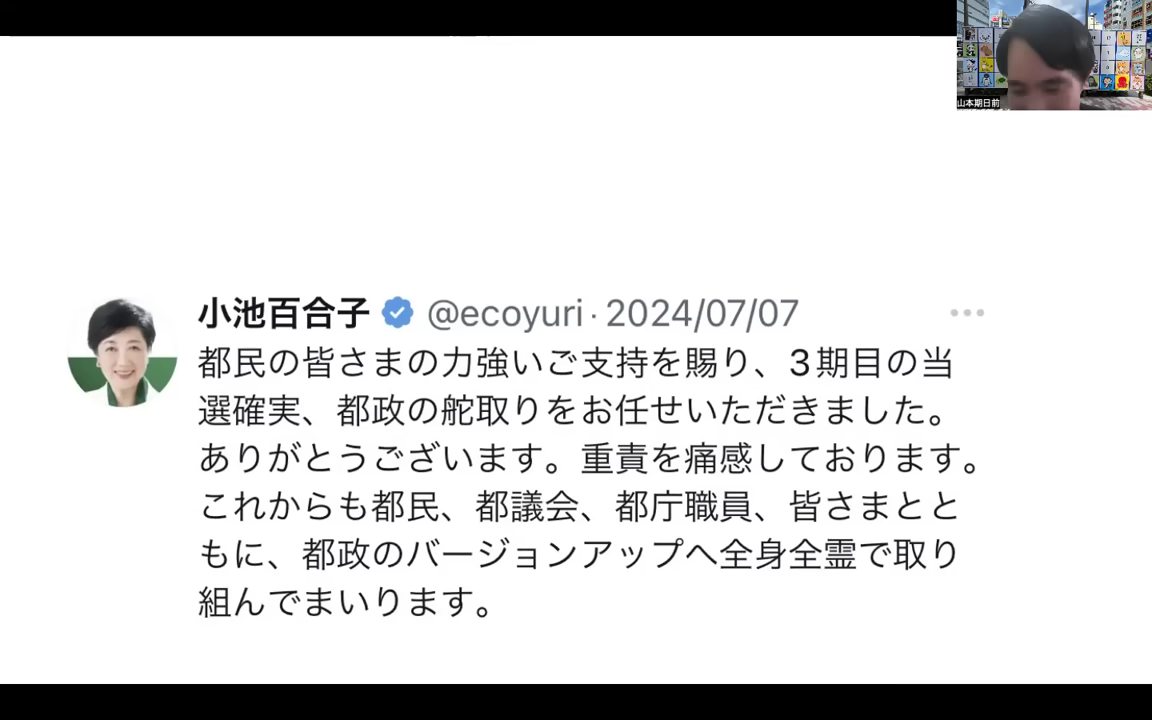 山本期日前
小池百合子 @ecoyuri · 2024/07/07
都民の皆さまの力強いご支持を賜り、3期目の当
選確実、都政の舵取りをお任せいただきました。
ありがとうございます。重責を痛感しております。
これからも都民、都議会、都庁職員、皆さまとと
もに、都政のバージョンアップへ全身全霊で取り
組んでまいります。